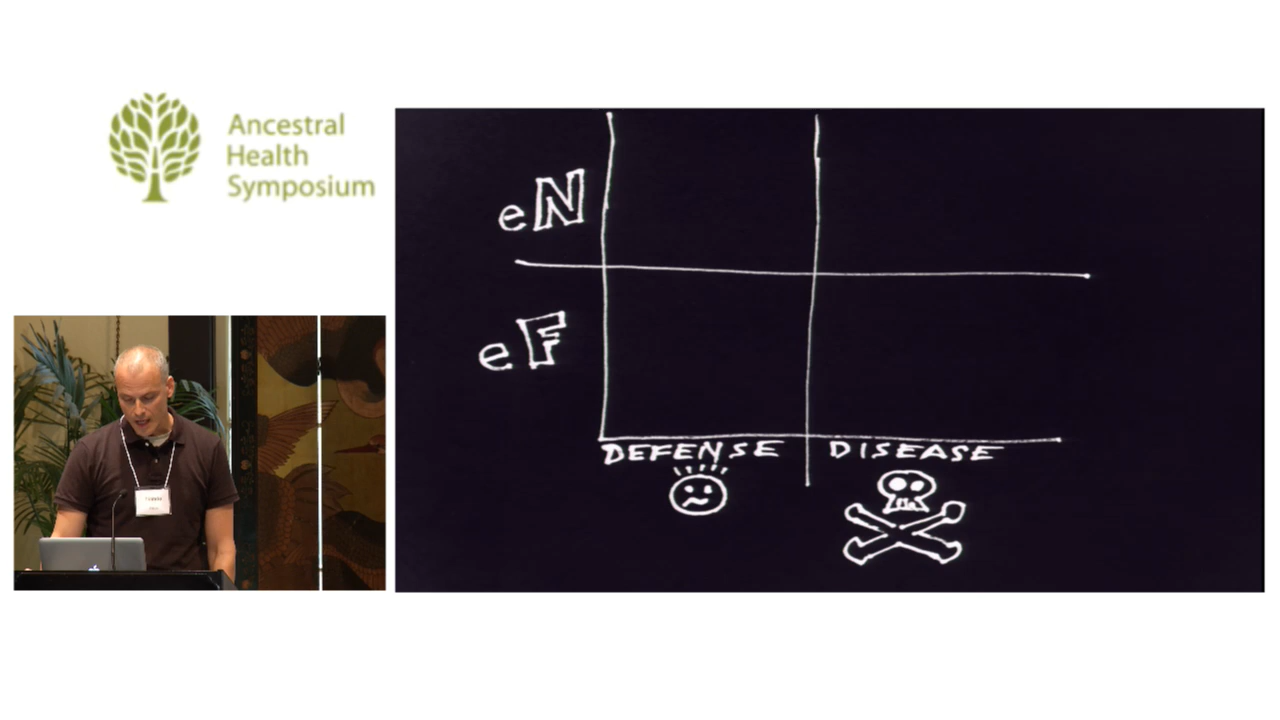 Ancestral
Health
Symposium
eN
eF
DEFENSE
DISEASE